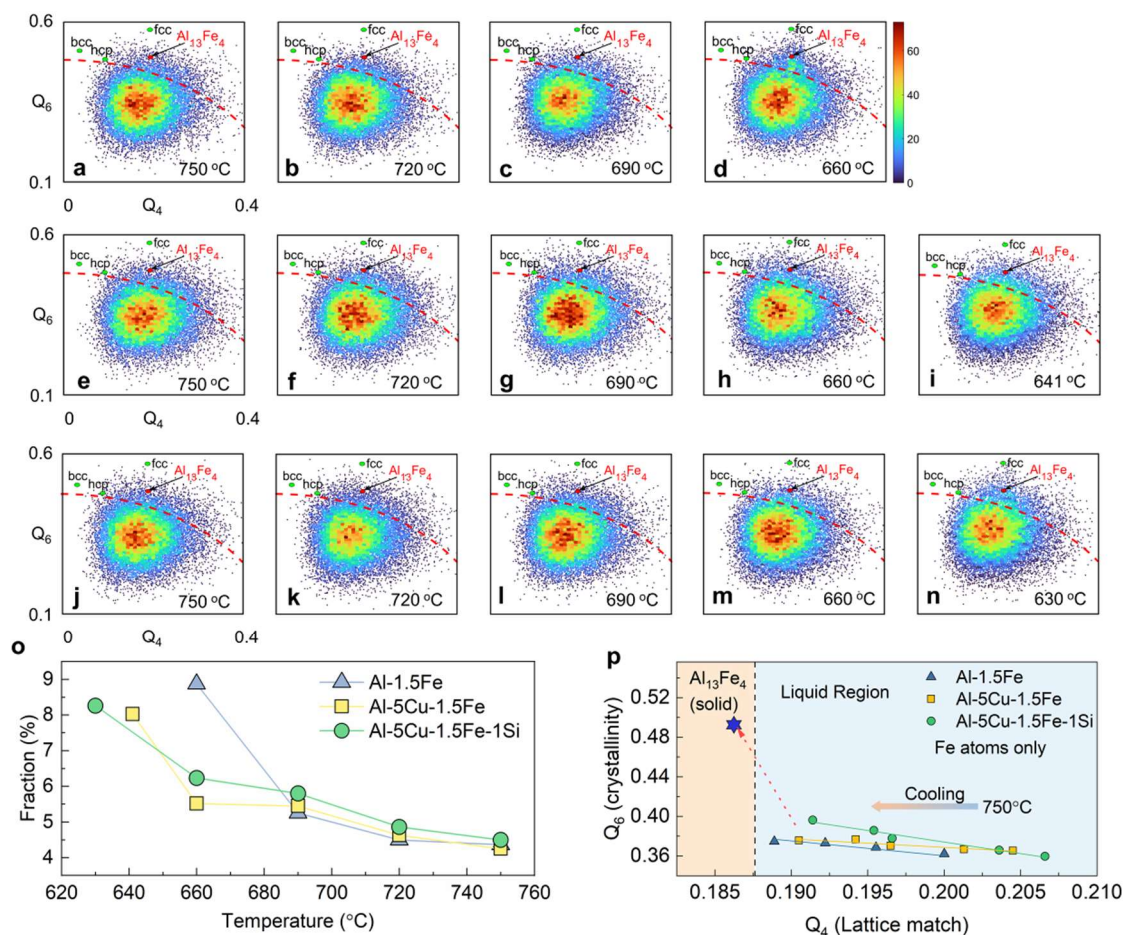 0.6
Q6
0.1
bcc
hcp
fcc
Al13Fe4
a
750 °C
0
Q4
0.4
bcc
hcp
fcc
Al13Fe4
b
720 °C
bcc
hcp
fcc
Al13Fe4
c
690 °C
bcc
hcp
fcc
Al13Fe4
d
660 °C
60
40
20
0
0.6
Q6
0.1
bcc
hcp
fcc
Al13Fe4
e
750 °C
0
Q4
0.4
bcc
hcp
fcc
Al13Fe4
f
720 °C
bcc
hcp
fcc
Al13Fe4
g
690 °C
bcc
hcp
fcc
Al13Fe4
h
660 °C
bcc
hcp
fcc
Al13Fe4
i
641 °C
0.6
Q6
0.1
bcc
hcp
fcc
Al13Fe4
j
750 °C
0
Q4
0.4
bcc
hcp
fcc
Al13Fe4
k
720 °C
bcc
hcp
fcc
Al13Fe4
l
690 °C
bcc
hcp
fcc
Al13Fe4
m
660 °C
bcc
hcp
fcc
Al13Fe4
n
630 °C
o
9
8
7
6
5
4
Fraction (%)
Al-1.5Fe
Al-5Cu-1.5Fe
Al-5Cu-1.5Fe-1Si
620 640 660 680 700 720 740 760
Temperature (°C)
p
0.52
0.48
0.44
0.40
0.36
Q6 (crystallinity)
Al13Fe4
(solid)
Liquid Region
Al-1.5Fe
Al-5Cu-1.5Fe
Al-5Cu-1.5Fe-1Si
Fe atoms only
Cooling
750°C
0.185 0.190 0.195 0.200 0.205 0.210
Q4 (Lattice match)